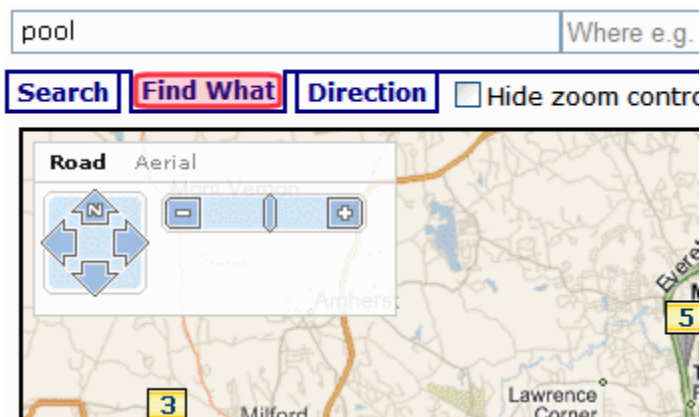 pool
Where e.g.
Search
Find What
Direction
Hide zoom contro
Road
Aerial
Mont Vernon
N
Amherst
Evere
5
3
Milford
Lawrence
Corner